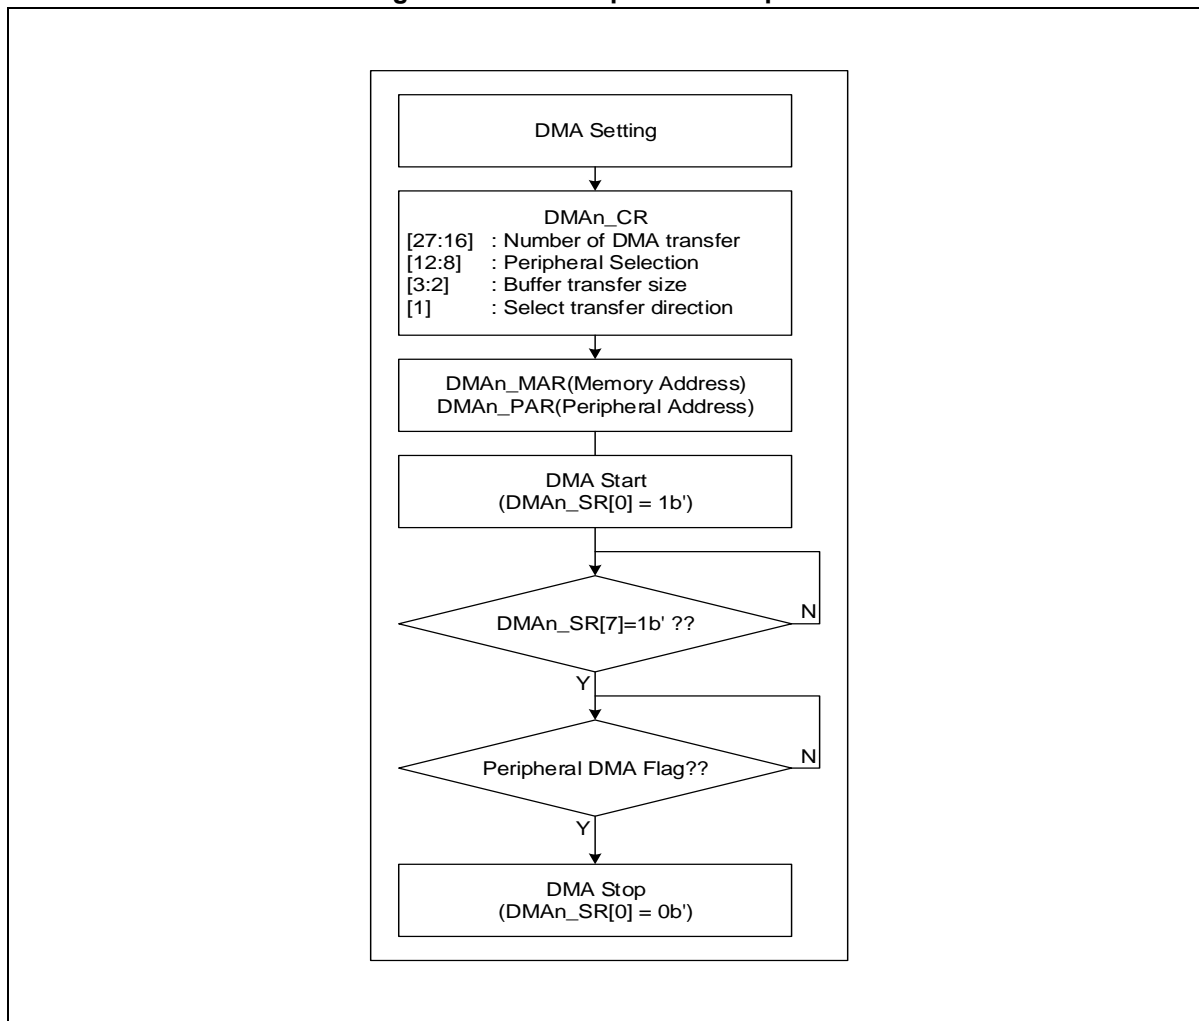 DMA Setting
DMAn_CR
[27:16] : Number of DMA transfer
[12:8] : Peripheral Selection
[3:2] : Buffer transfer size
[1] : Select transfer direction
DMAn_MAR(Memory Address)
DMAn_PAR(Peripheral Address)
DMA Start
(DMAn_SR[0] = 1b')
DMAn_SR[7]=1b' ??
N
Y
Peripheral DMA Flag??
N
Y
DMA Stop
(DMAn_SR[0] = 0b')